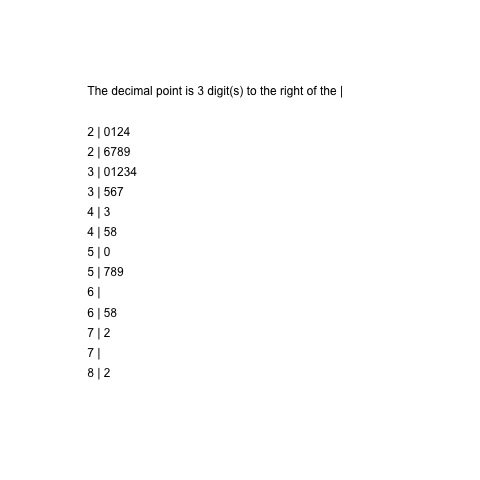 The decimal point is 3 digit(s) to the right of the |
2 | 0124
2 | 6789
3 | 01234
3 | 567
4 | 3
4 | 58
5 | 0
5 | 789
6 |
6 | 58
7 | 2
7 |
8 | 2